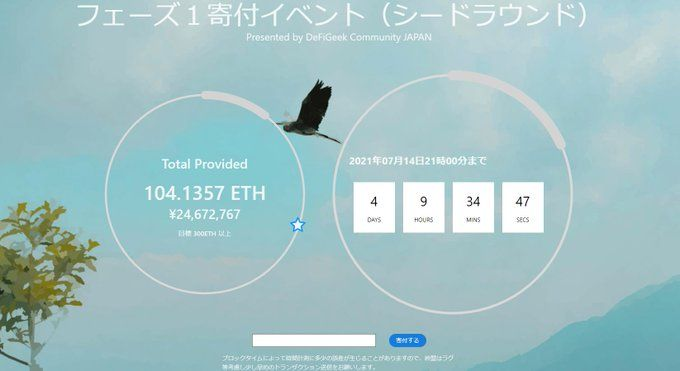 フェーズ１寄付イベント（シードラウンド）
Presented by DeFiGeek Community JAPAN
Total Provided
104.1357 ETH
¥24,672,767
目標 300ETH 以上
2021年07月14日21時00分まで
4 9 34 47
DAYS HOURS MINS SECS
寄付する
ブロックタイムによって時間計測に多少の誤差が生じることがありますので、終盤はラグ
等考慮し少し早めのトランザクション送信をお願いします。